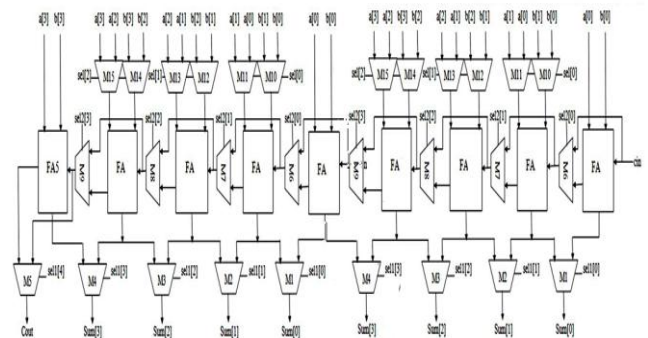 a[3] b[3] a[3] a[2] b[3] b[2] a[2] a[1] b[2] b[1] a[1] a[0] b[1] b[0] a[0] b[0] a[3] a[2] b[3] b[2] a[2] a[1] b[2] b[1] a[1] a[0] b[1] b[0] a[0] b[0]
sel[2] M15 M14 sel[1] M13 M12 M11 M10 sel[0] sel[2] M15 M14 sel[1] M13 M12 M11 M10 sel[0]
sel2[3] sel2[2] sel2[1] sel2[0] sel2[3] sel2[2] sel2[1] sel2[0]
FA5 M9 FA M8 FA M7 FA M6 FA M9 FA M8 FA M7 FA M6 FA cin
M5 sel1[4] M4 sel1[3] M3 sel1[2] M2 sel1[1] M1 sel1[0] M4 sel1[3] M3 sel1[2] M2 sel1[1] M1 sel1[0]
Cout Sum[3] Sum[2] Sum[1] Sum[0] Sum[3] Sum[2] Sum[1] Sum[0]